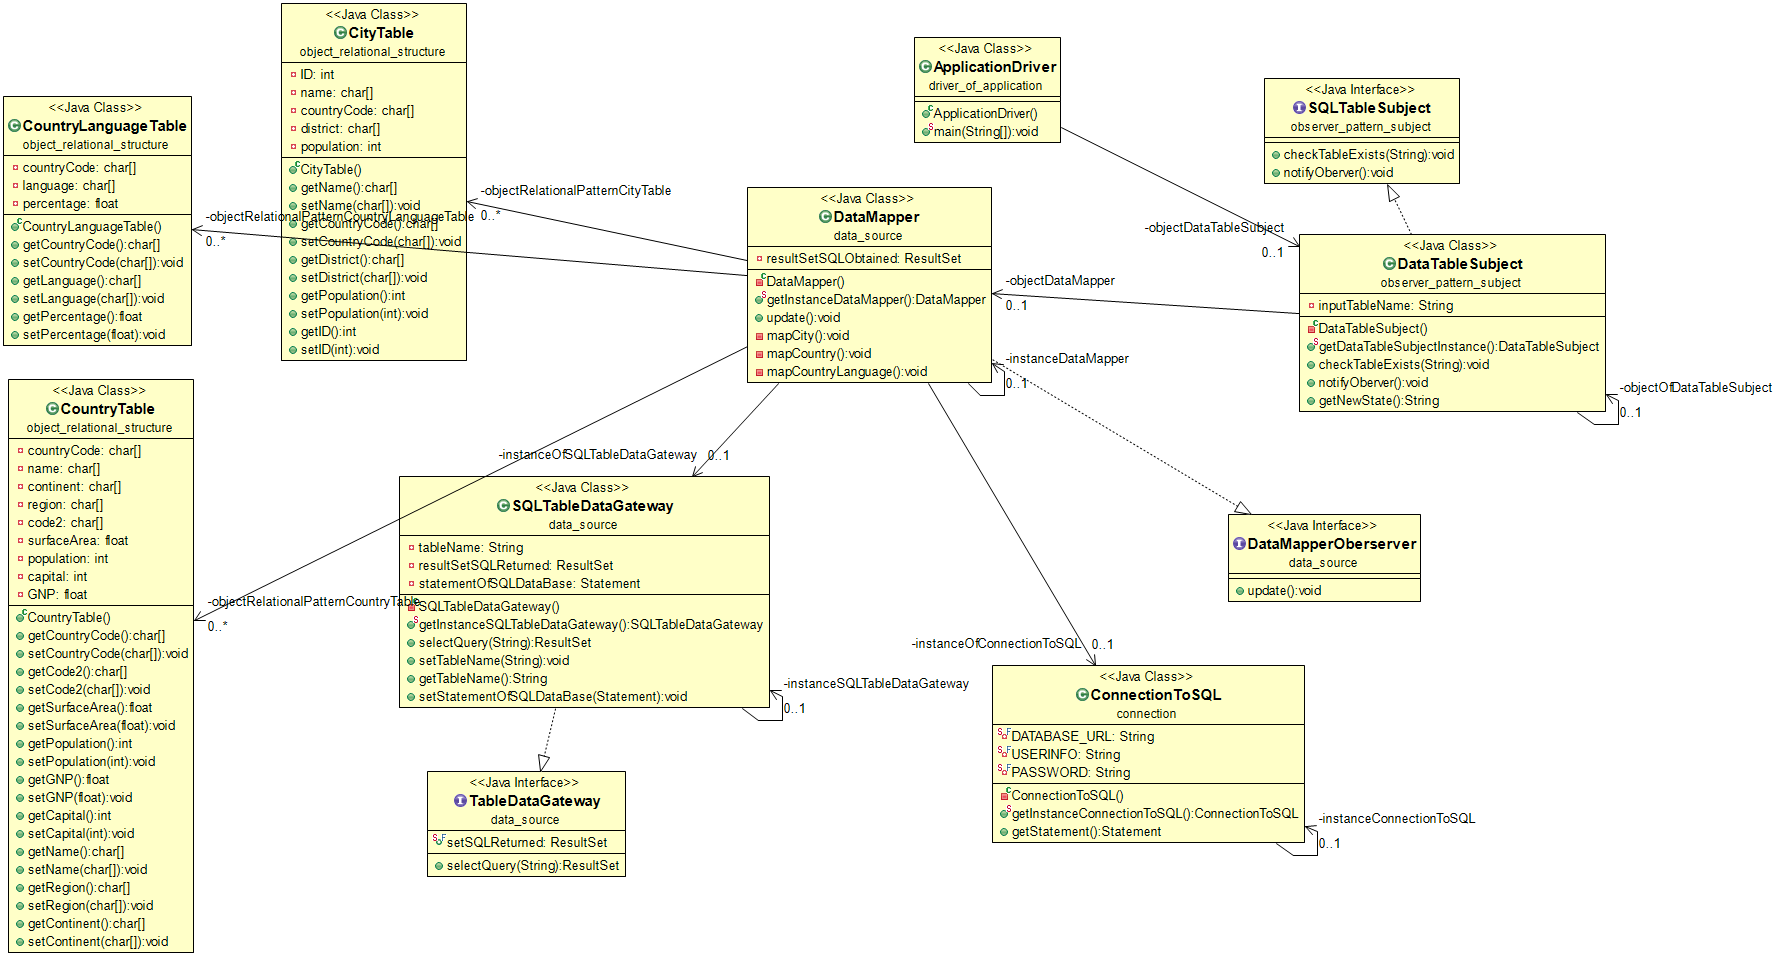 <<Java Class>>
CityTable
object_relational_structure
ID: int
name: char[]
countryCode: char[]
district: char[]
population: int
CityTable()
getName():char[]
setName(char[]):void
getCountryCode():char[]
setCountryCode(char[]):void
getDistrict():char[]
setDistrict(char[]):void
getPopulation():int
setPopulation(int):void
getID():int
setID(int):void
<<Java Class>>
CountryLanguageTable
object_relational_structure
countryCode: char[]
language: char[]
percentage: float
CountryLanguageTable()
getCountryCode():char[]
setCountryCode(char[]):void
getLanguage():char[]
setLanguage(char[]):void
getPercentage():float
setPercentage(float):void
-objectRelationalPatternCountryLanguageTable
0..*
-objectRelationalPatternCityTable
0..*
<<Java Class>>
ApplicationDriver
driver_of_application
ApplicationDriver()
main(String[]):void
<<Java Interface>>
SQLTableSubject
observer_pattern_subject
checkTableExists(String):void
notifyOberver():void
<<Java Class>>
DataMapper
data_source
resultSetSQLObtained: ResultSet
DataMapper()
getInstanceDataMapper():DataMapper
update():void
mapCity():void
mapCountry():void
mapCountryLanguage():void
-objectDataTableSubject
0..1
-objectDataMapper
0..1
-instanceDataMapper
0..1
<<Java Class>>
DataTableSubject
observer_pattern_subject
inputTableName: String
DataTableSubject()
getDataTableSubjectInstance():DataTableSubject
checkTableExists(String):void
notifyOberver():void
getNewState():String
-objectOfDataTableSubject
0..1
<<Java Class>>
CountryTable
object_relational_structure
countryCode: char[]
name: char[]
continent: char[]
region: char[]
code2: char[]
surfaceArea: float
population: int
capital: int
GNP: float
CountryTable()
getCountryCode():char[]
setCountryCode(char[]):void
getCode2():char[]
setCode2(char[]):void
getSurfaceArea():float
setSurfaceArea(float):void
getPopulation():int
setPopulation(int):void
getGNP():float
setGNP(float):void
getCapital():int
setCapital(int):void
getName():char[]
setName(char[]):void
getRegion():char[]
setRegion(char[]):void
getContinent():char[]
setContinent(char[]):void
-objectRelationalPatternCountryTable
0..*
-instanceOfSQLTableDataGateway
0..1
<<Java Class>>
SQLTableDataGateway
data_source
tableName: String
resultSetSQLReturned: ResultSet
statementOfSQLDataBase: Statement
SQLTableDataGateway()
getInstanceSQLTableDataGateway():SQLTableDataGateway
selectQuery(String):ResultSet
setTableName(String):void
getTableName():String
setStatementOfSQLDataBase(Statement):void
-instanceSQLTableDataGateway
0..1
<<Java Interface>>
TableDataGateway
data_source
setSQLReturned: ResultSet
selectQuery(String):ResultSet
<<Java Interface>>
DataMapperOberserver
data_source
update():void
-instanceOfConnectionToSQL
0..1
<<Java Class>>
ConnectionToSQL
connection
DATABASE_URL: String
USERINFO: String
PASSWORD: String
ConnectionToSQL()
getInstanceConnectionToSQL():ConnectionToSQL
getStatement():Statement
-instanceConnectionToSQL
0..1